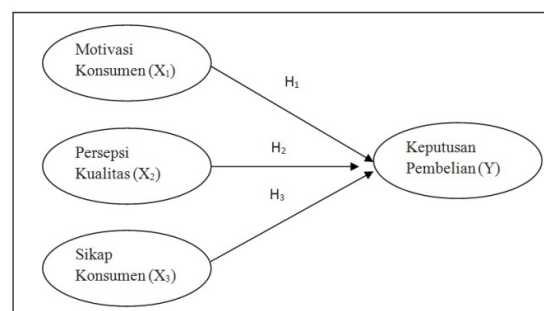 Motivasi
Konsumen (X₁)
H₁
Persepsi
Kualitas (X₂)
H₂
Keputusan
Pembelian (Y)
H₃
Sikap
Konsumen (X₃)